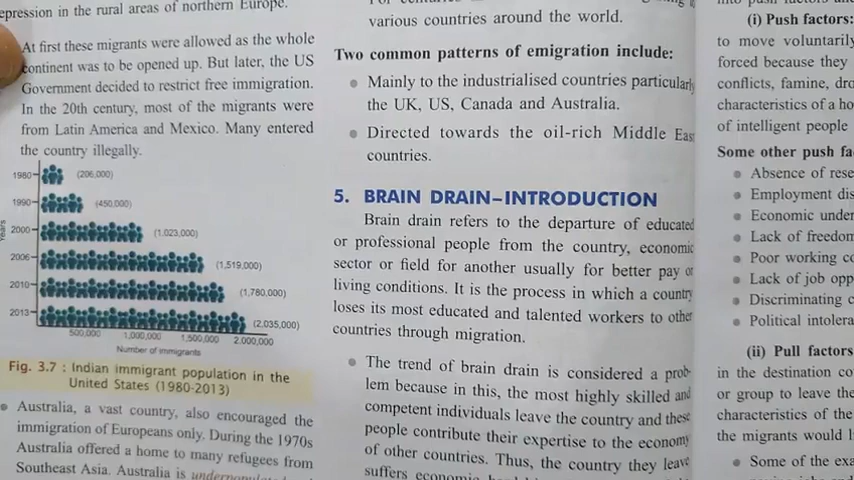 epression in the rural areas of northern Europe.
At first these migrants were allowed as the whole
continent was to be opened up. But later, the US
Government decided to restrict free immigration.
In the 20th century, most of the migrants were
from Latin America and Mexico. Many entered
the country illegally.
Years
1980 (206,000)
1990 (450,000)
2000 (1,023,000)
2006 (1,519,000)
2010 (1,780,000)
2013 (2,035,000)
500,000 1,000,000 1,500,000 2,000,000
Number of immigrants
Fig. 3.7 : Indian immigrant population in the
United States (1980-2013)
Australia, a vast country, also encouraged the
immigration of Europeans only. During the 1970s
Australia offered a home to many refugees from
Southeast Asia. Australia is
various countries around the world.
Two common patterns of emigration include:
Mainly to the industrialised countries particularly
the UK, US, Canada and Australia.
Directed towards the oil-rich Middle Eas
countries.
5. BRAIN DRAIN–INTRODUCTION
Brain drain refers to the departure of educated
or professional people from the country, economic
sector or field for another usually for better pay or
living conditions. It is the process in which a country
loses its most educated and talented workers to other
countries through migration.
The trend of brain drain is considered a prob-
lem because in this, the most highly skilled and
competent individuals leave the country and these
people contribute their expertise to the economy
of other countries. Thus, the country they leave
suffers
(i) Push factors:
to move voluntarily
forced because they
conflicts, famine, dro
characteristics of a ho
of intelligent people
Some other push fa
Absence of rese
Employment dis
Economic under
Lack of freedom
Poor working co
Lack of job opp
Discriminating c
Political intolera
(ii) Pull factors
in the destination co
or group to leave the
characteristics of the
the migrants would l
Some of the exa